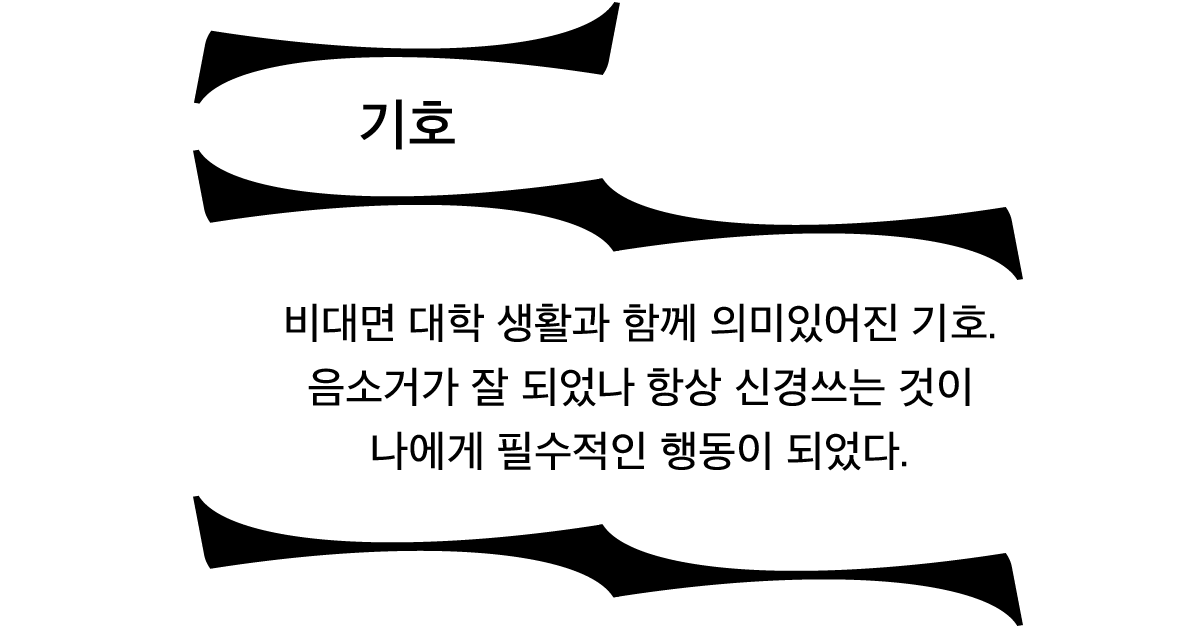 기호
비대면 대학 생활과 함께 의미있어진 기호.
음소거가 잘 되었나 항상 신경쓰는 것이
나에게 필수적인 행동이 되었다.